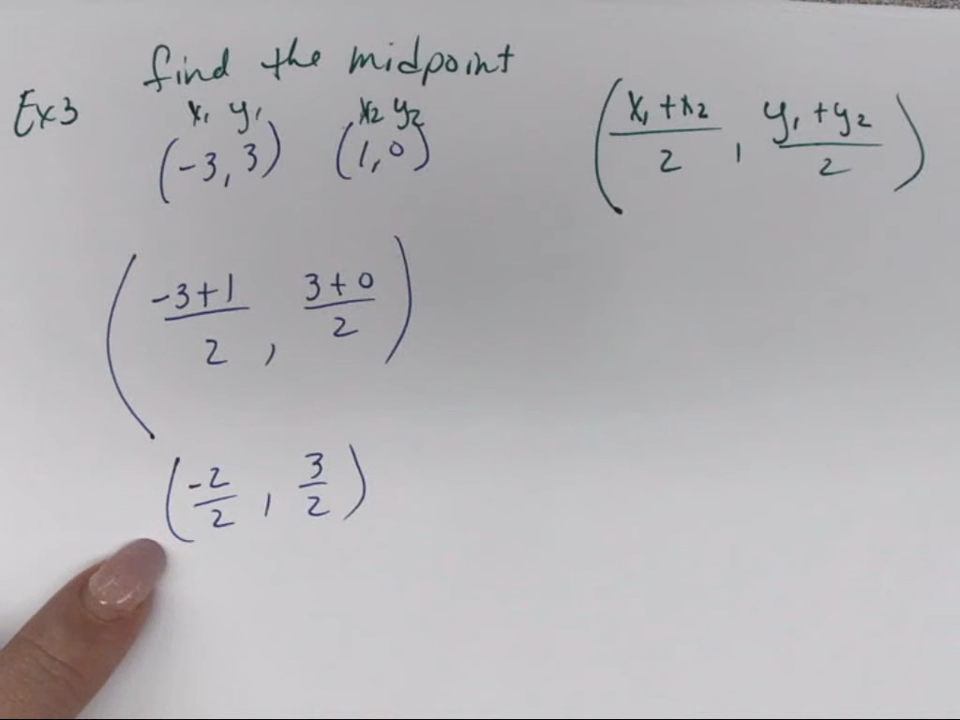 find the midpoint
Ex3 x₁ y₁ x₂ y₂
(-3, 3) (1, 0)
(x₁ + x₂ / 2 , y₁ + y₂ / 2)
(-3+1 / 2 , 3+0 / 2)
(-2 / 2 , 3 / 2)